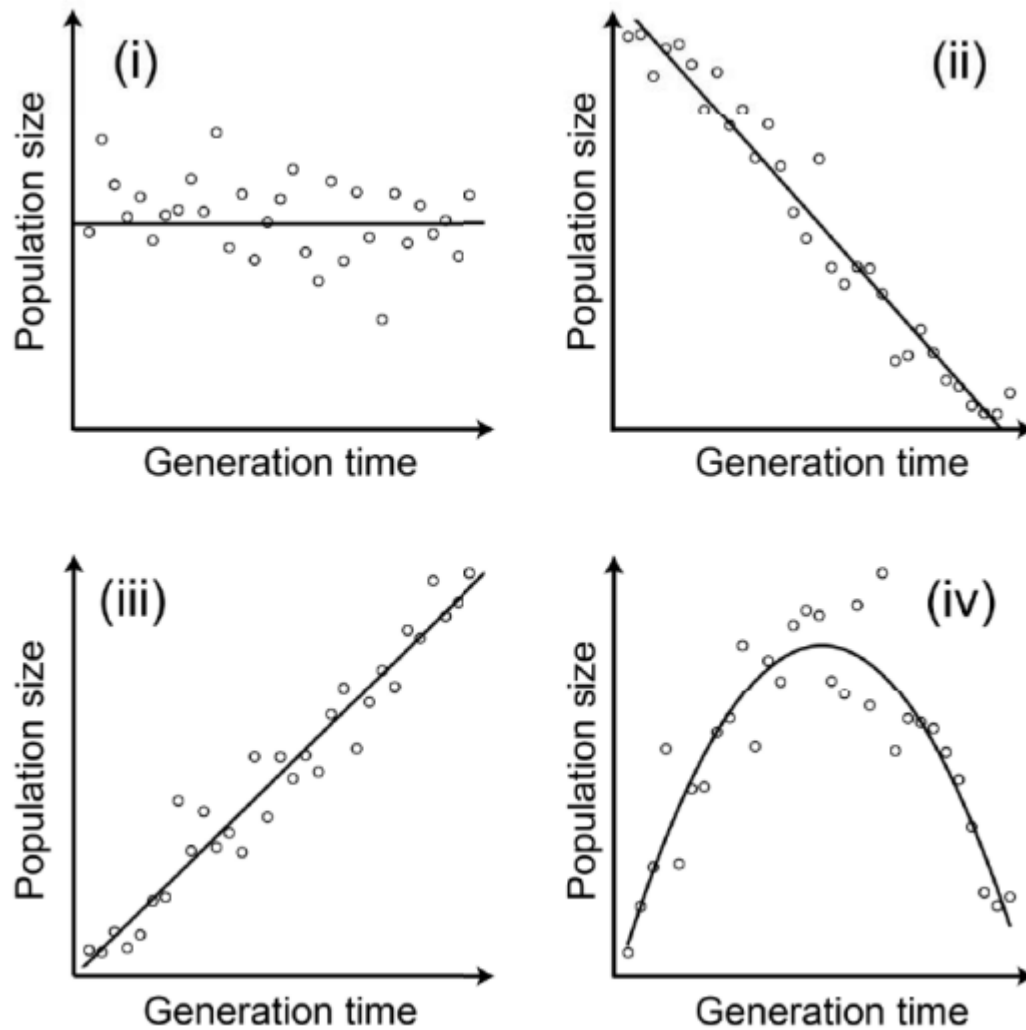 (i)
Population size
Generation time
(ii)
Population size
Generation time
(iii)
Population size
Generation time
(iv)
Population size
Generation time